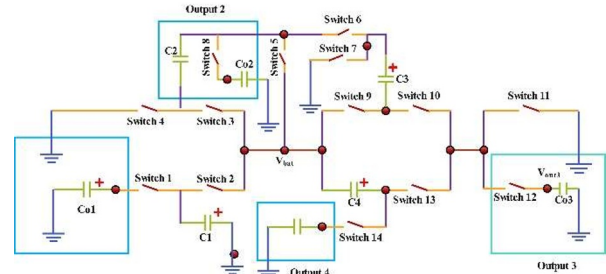 Output 2
Switch 6
Switch 7
C2
Switch 8
Co2
Switch 5
C3
Switch 4
Switch 3
Switch 9
Switch 10
Switch 11
Vbat
Switch 1
Switch 2
Co1
C1
C4
Switch 13
Switch 12
Co3
Switch 14
Output 4
Output 3